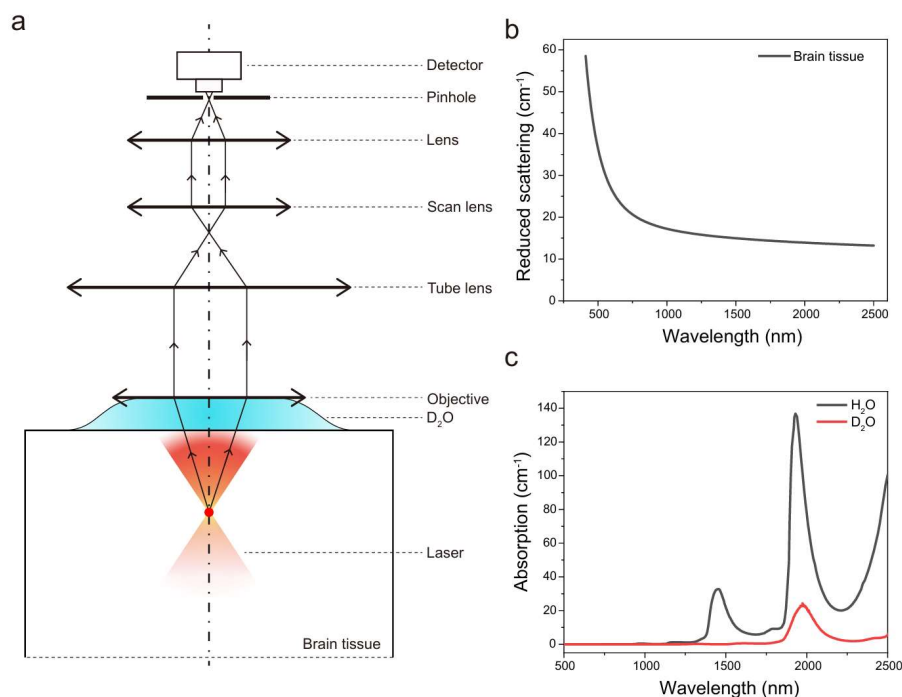 a
Detector
Pinhole
Lens
Scan lens
Tube lens
Objective
D₂O
Laser
Brain tissue
b
Brain tissue
Reduced scattering (cm⁻¹)
60
50
40
30
20
10
0
500 1000 1500 2000 2500
Wavelength (nm)
c
H₂O
D₂O
Absorption (cm⁻¹)
140
120
100
80
60
40
20
0
500 1000 1500 2000 2500
Wavelength (nm)